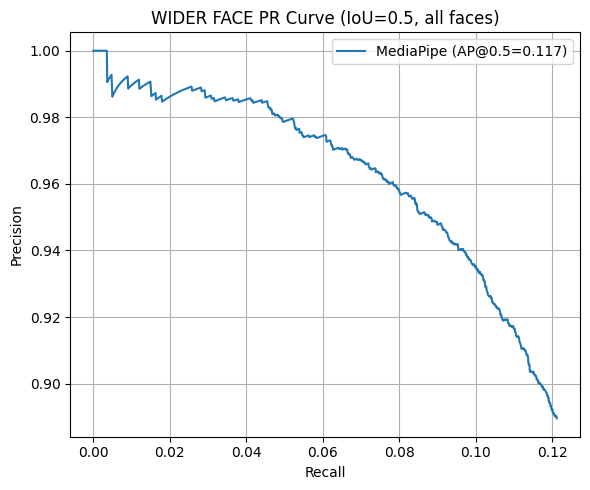 WIDER FACE PR Curve (IoU=0.5, all faces)
MediaPipe (AP@0.5=0.117)
1.00
0.98
0.96
0.94
0.92
0.90
Precision
0.00 0.02 0.04 0.06 0.08 0.10 0.12
Recall